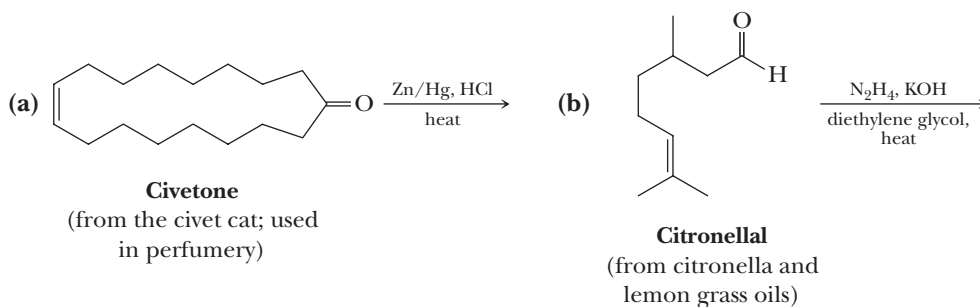 (a)
O
Zn/Hg, HCl
heat
Civetone
(from the civet cat; used
in perfumery)
(b)
O
H
N₂H₄, KOH
diethylene glycol,
heat
Citronellal
(from citronella and
lemon grass oils)